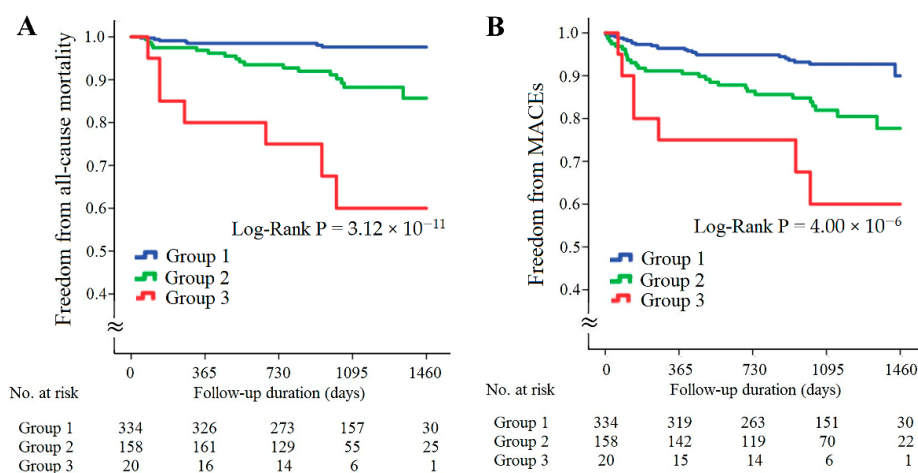 A
Freedom from all-cause mortality
1.0
0.9
0.8
0.7
0.6
0.5
0.4
≈
Log-Rank P = 3.12 × 10⁻¹¹
Group 1
Group 2
Group 3
0 365 730 1095 1460
No. at risk Follow-up duration (days)
Group 1 334 326 273 157 30
Group 2 158 161 129 55 25
Group 3 20 16 14 6 1
B
Freedom from MACEs
1.0
0.9
0.8
0.7
0.6
0.5
0.4
≈
Log-Rank P = 4.00 × 10⁻⁶
Group 1
Group 2
Group 3
0 365 730 1095 1460
No. at risk Follow-up duration (days)
Group 1 334 319 263 151 30
Group 2 158 142 119 70 22
Group 3 20 15 14 6 1